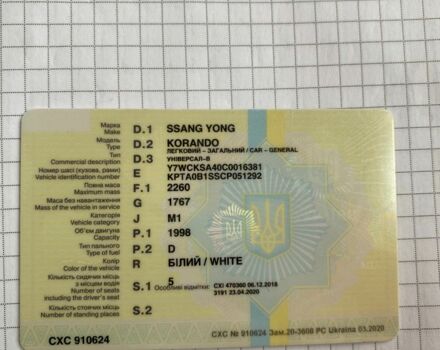 Марка
Make D.1 SSANG YONG
Модель
Type D.2 KORANDO
Тип ЛЕГКОВИЙ – ЗАГАЛЬНИЙ / CAR – GENERAL
Commercial description D.3 УНІВЕРСАЛ-B
Номер шасі (кузова, рами) E Y7WCKSA40C0016381
Vehicle identification number KPTA0B1SSCP051292
Повна маса
Maximum mass F.1 2260
Маса без навантаження
Mass of the vehicle in service G 1767
Категорія
Vehicle category J M1
Об'єм двигуна
Capacity P.1 1998
Тип пального
Type of fuel P.2 D
Колір
Color of the vehicle R БІЛИЙ / WHITE
Кількість сидячих місць
з місцем водія 5
Number of seats S.1 Особливі відмітки: CXI 470360 06.12.2018
including the driver's seat 3191 23.04.2020
Кількість стоячих місць
Number of standing places S.2
CXC 910624 CXC № 910624 Зам.20-3608 PC Ukraina 03.2020